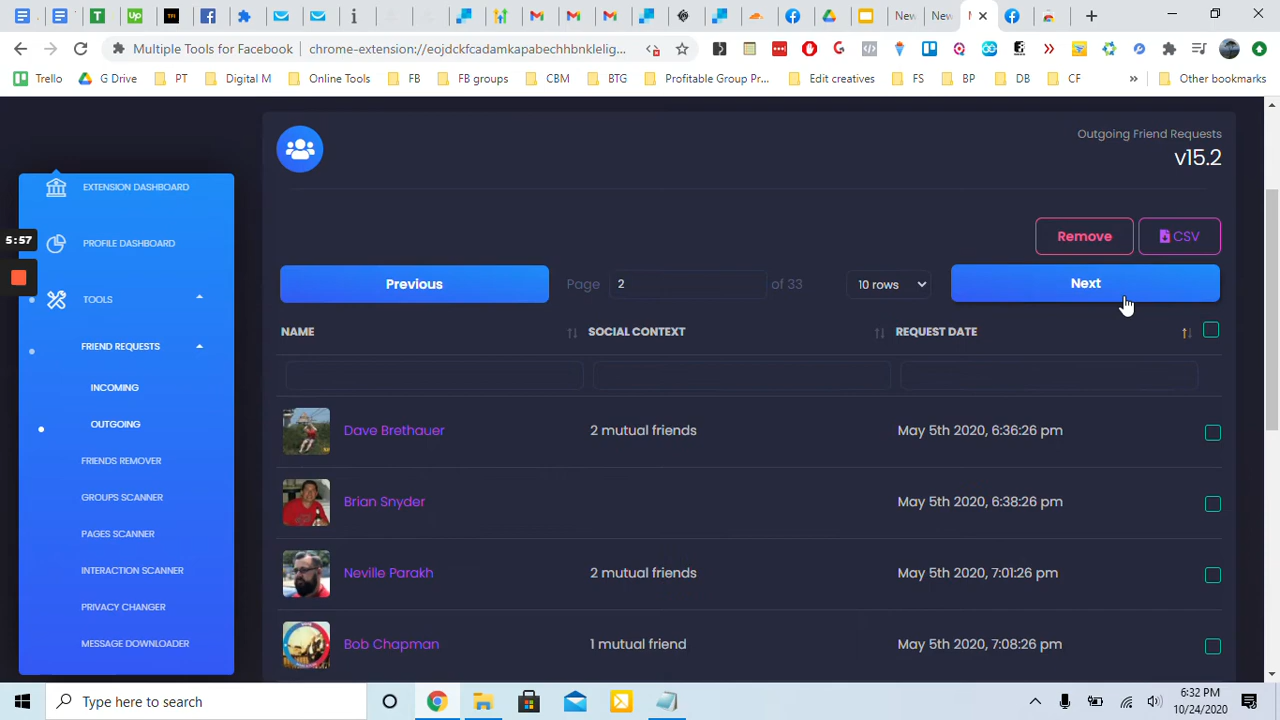 Multiple Tools for Facebook chrome-extension://eojdckfcadamkapabechhbnklelig...
Trello G Drive PT Digital M Online Tools FB FB groups CBM BTG Profitable Group Pr... Edit creatives FS BP DB CF » Other bookmarks
Outgoing Friend Requests
v15.2
EXTENSION DASHBOARD
5:57
PROFILE DASHBOARD
TOOLS
FRIEND REQUESTS
INCOMING
OUTGOING
FRIENDS REMOVER
GROUPS SCANNER
PAGES SCANNER
INTERACTION SCANNER
PRIVACY CHANGER
MESSAGE DOWNLOADER
Remove CSV
Previous Page 2 of 33 10 rows Next
NAME SOCIAL CONTEXT REQUEST DATE
Dave Brethauer 2 mutual friends May 5th 2020, 6:36:26 pm
Brian Snyder May 5th 2020, 6:38:26 pm
Neville Parakh 2 mutual friends May 5th 2020, 7:01:26 pm
Bob Chapman 1 mutual friend May 5th 2020, 7:08:26 pm
Type here to search
6:32 PM
10/24/2020